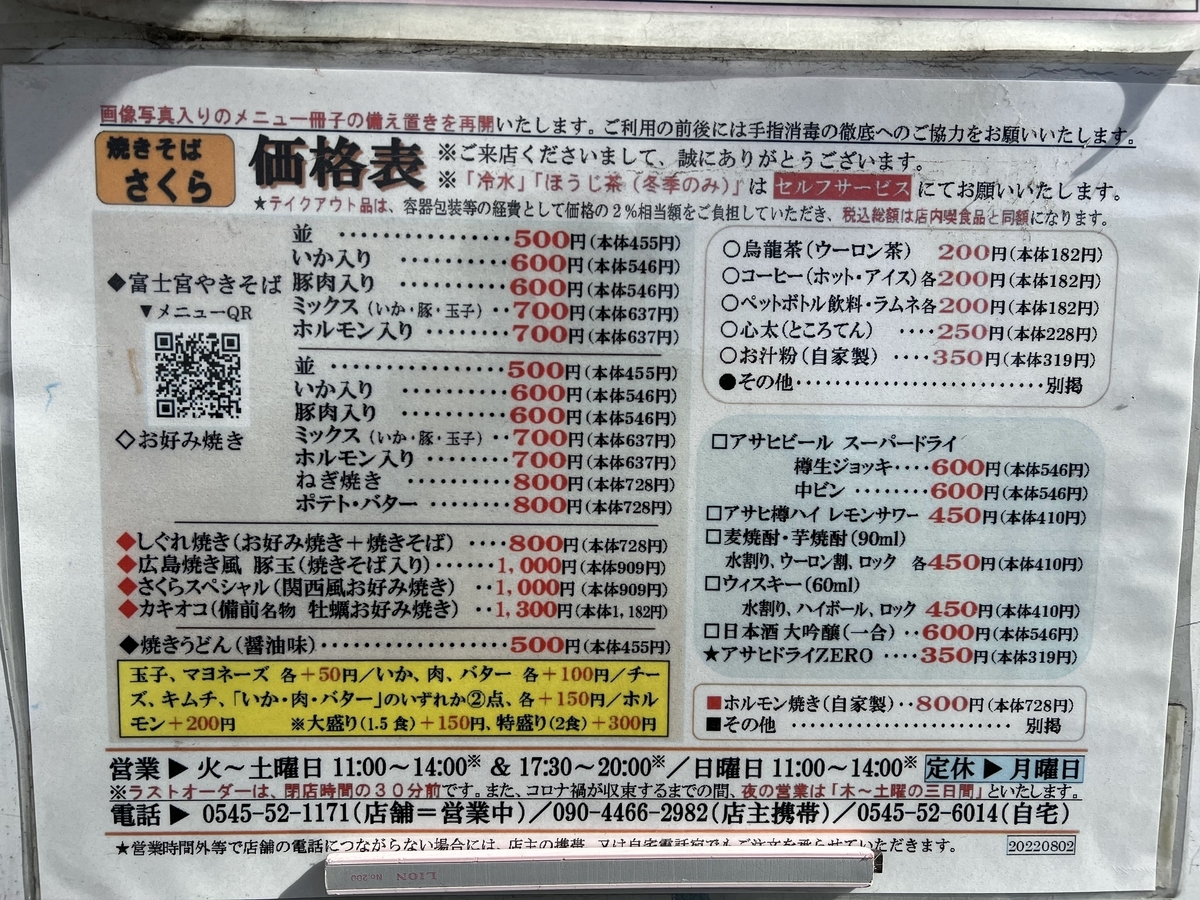 画像写真入りのメニュー冊子の備え置きを再開いたします。ご利用の前後には手指消毒の徹底へのご協力をお願いいたします。
焼きそば
さくら
価格表
※ご来店くださいまして、誠にありがとうございます。
※「冷水」「ほうじ茶(冬季のみ)」は セルフサービス にてお願いいたします。
★テイクアウト品は、容器包装等の経費として価格の2%相当額をご負担していただき、税込総額は店内喫食品と同額になります。
◆富士宮やきそば
▼メニューQR
並 ・・・・・・・・・・・・・・・500円(本体455円)
いか入り ・・・・・・・・・・600円(本体546円)
豚肉入り ・・・・・・・・・・600円(本体546円)
ミックス(いか・豚・玉子)・・700円(本体637円)
ホルモン入り ・・・・・・・700円(本体637円)
◇お好み焼き
並 ・・・・・・・・・・・・・・・500円(本体455円)
いか入り ・・・・・・・・・・600円(本体546円)
豚肉入り ・・・・・・・・・・600円(本体546円)
ミックス(いか・豚・玉子)・・700円(本体637円)
ホルモン入り ・・・・・・・700円(本体637円)
ねぎ焼き ・・・・・・・・・800円(本体728円)
ポテト・バター ・・・・・・800円(本体728円)
◆しぐれ焼き(お好み焼き+焼きそば) ・・・・800円(本体728円)
◆広島焼き風 豚玉(焼きそば入り)・・・・・・1,000円(本体909円)
◆さくらスペシャル(関西風お好み焼き) ・・1,000円(本体909円)
◆カキオコ(備前名物 牡蠣お好み焼き) ・・1,300円(本体1,182円)
◆焼きうどん(醤油味)・・・・・・・・・・・・・・500円(本体455円)
玉子、マヨネーズ 各+50円/いか、肉、バター 各+100円/チー
ズ、キムチ、「いか・肉・バター」のいずれか②点、各+150円/ホル
モン+200円 ※大盛り(1.5食)+150円、特盛り(2食)+300円
○烏龍茶(ウーロン茶) 200円(本体182円)
○コーヒー(ホット・アイス)各200円(本体182円)
○ペットボトル飲料・ラムネ各200円(本体182円)
○心太(ところてん) ・・・・250円(本体228円)
○お汁粉(自家製) ・・・・350円(本体319円)
●その他・・・・・・・・・・・・・・・・・・・・・・・・・別掲
□アサヒビール スーパードライ
樽生ジョッキ・・・・600円(本体546円)
中ビン ・・・・・・・・600円(本体546円)
□アサヒ樽ハイ レモンサワー 450円(本体410円)
□麦焼酎・芋焼酎(90ml)
水割り、ウーロン割、ロック 各450円(本体410円)
□ウィスキー(60ml)
水割り、ハイボール、ロック 450円(本体410円)
□日本酒 大吟醸(一合) ・・600円(本体546円)
★アサヒドライZERO ・・・・350円(本体319円)
■ホルモン焼き(自家製)・・800円(本体728円)
■その他 ・・・・・・・・・・・・・・・・・・・・・・ 別掲
営業 ▶ 火~土曜日 11:00~14:00※ & 17:30~20:00※/日曜日 11:00~14:00※ 定休 ▶ 月曜日
※ラストオーダーは、閉店時間の30分前です。また、コロナ禍が収束するまでの間、夜の営業は「木~土曜の三日間」といたします。
電話 ▶ 0545-52-1171(店舗=営業中)/090-4466-2982(店主携帯)/0545-52-6014(自宅)
★営業時間外等で店舗の電話につながらない場合には、店主の携帯、又は自宅電話宛でもご注文を承らせていただきます。
20220802
LION No.200